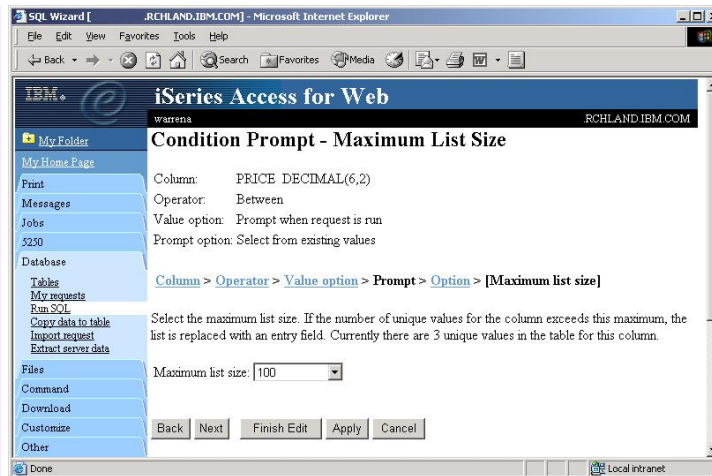 SQL Wizard [ .RCHLAND.IBM.COM] - Microsoft Internet Explorer
File Edit View Favorites Tools Help
Back Search Favorites Media
IBM
iSeries Access for Web
warrena .RCHLAND.IBM.COM
My Folder
My Home Page
Print
Messages
Jobs
5250
Database
Tables
My requests
Run SQL
Copy data to table
Import request
Extract server data
Files
Command
Download
Customize
Other
Condition Prompt - Maximum List Size
Column: PRICE DECIMAL(6,2)
Operator: Between
Value option: Prompt when request is run
Prompt option: Select from existing values
Column > Operator > Value option > Prompt > Option > [Maximum list size]
Select the maximum list size. If the number of unique values for the column exceeds this maximum, the
list is replaced with an entry field. Currently there are 3 unique values in the table for this column.
Maximum list size: 100
Back Next Finish Edit Apply Cancel
Done Local intranet